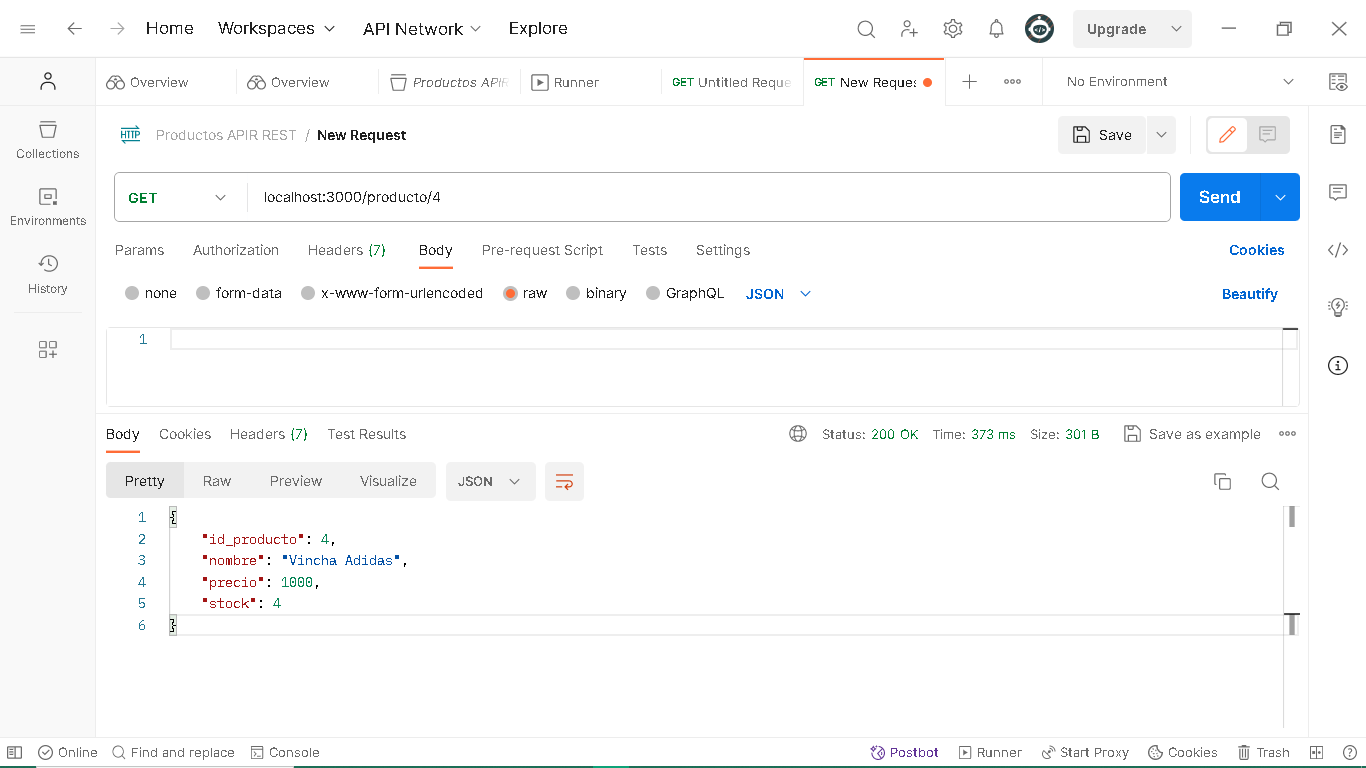 Home Workspaces API Network Explore Upgrade
Overview Overview Productos APIR Runner GET Untitled Reque GET New Reques No Environment
Collections
Environments
History
HTTP Productos APIR REST / New Request Save
GET localhost:3000/producto/4 Send
Params Authorization Headers (7) Body Pre-request Script Tests Settings Cookies
none form-data x-www-form-urlencoded raw binary GraphQL JSON Beautify
1
Body Cookies Headers (7) Test Results Status: 200 OK Time: 373 ms Size: 301 B Save as example
Pretty Raw Preview Visualize JSON
1 {
2 "id_producto": 4,
3 "nombre": "Vincha Adidas",
4 "precio": 1000,
5 "stock": 4
6 }
Online Find and replace Console Postbot Runner Start Proxy Cookies Trash